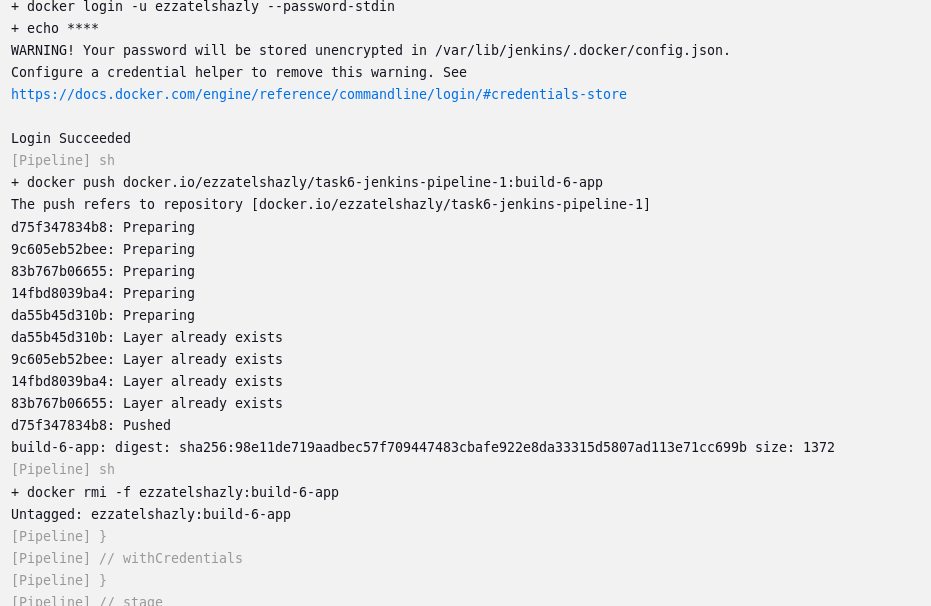 + docker login -u ezzatelshazly --password-stdin
+ echo ****
WARNING! Your password will be stored unencrypted in /var/lib/jenkins/.docker/config.json.
Configure a credential helper to remove this warning. See
https://docs.docker.com/engine/reference/commandline/login/#credentials-store
Login Succeeded
[Pipeline] sh
+ docker push docker.io/ezzatelshazly/task6-jenkins-pipeline-1:build-6-app
The push refers to repository [docker.io/ezzatelshazly/task6-jenkins-pipeline-1]
d75f347834b8: Preparing
9c605eb52bee: Preparing
83b767b06655: Preparing
14fbd8039ba4: Preparing
da55b45d310b: Preparing
da55b45d310b: Layer already exists
9c605eb52bee: Layer already exists
14fbd8039ba4: Layer already exists
83b767b06655: Layer already exists
d75f347834b8: Pushed
build-6-app: digest: sha256:98e11de719aadbec57f709447483cbafe922e8da33315d5807ad113e71cc699b size: 1372
[Pipeline] sh
+ docker rmi -f ezzatelshazly:build-6-app
Untagged: ezzatelshazly:build-6-app
[Pipeline] }
[Pipeline] // withCredentials
[Pipeline] }
[Pipeline] // stage